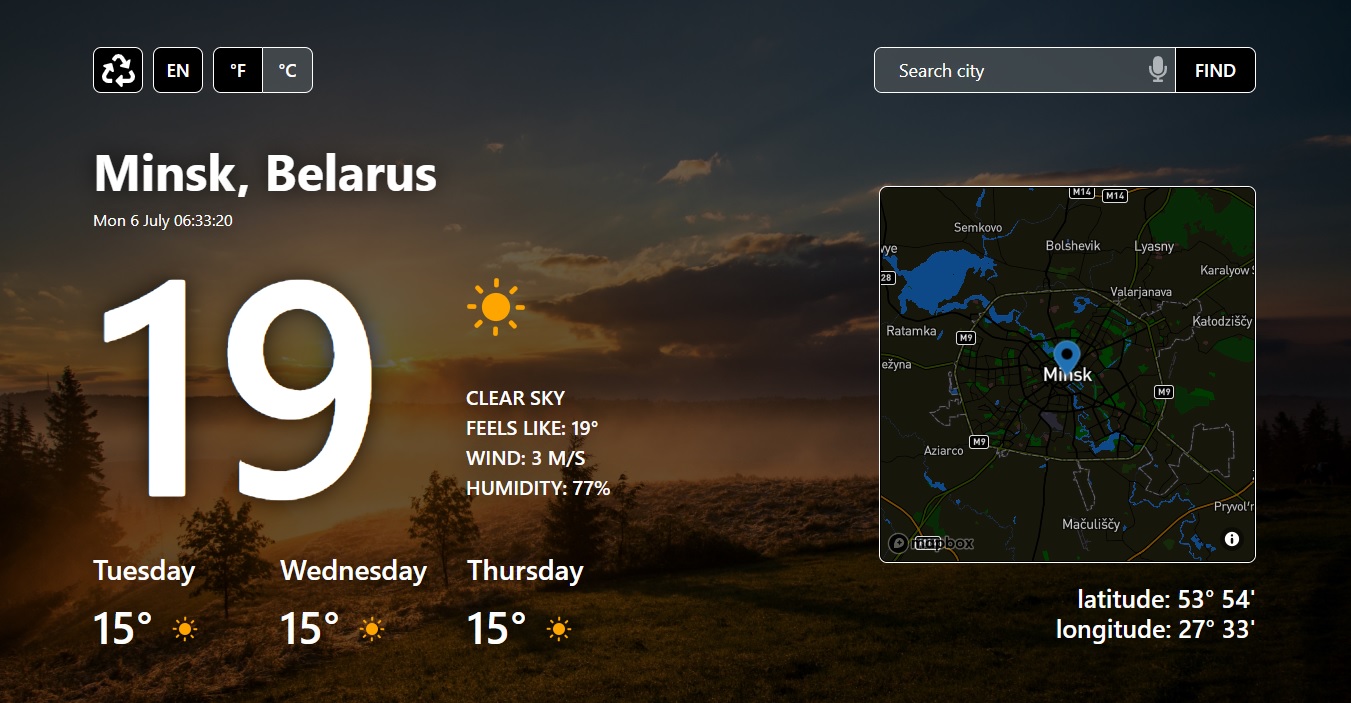 EN
°F
°C
Search city
FIND
Minsk, Belarus
Mon 6 July 06:33:20
19
CLEAR SKY
FEELS LIKE: 19°
WIND: 3 M/S
HUMIDITY: 77%
Tuesday
Wednesday
Thursday
15°
15°
15°
M14
M14
Semkovo
Bolshevik
Lyasny
vye
Karalyow S
28
Valarjanava
Ratamka
M9
Kałodziščy
ežyna
Minsk
M9
M9
Aziarco
Pryvol'n
Mačuliščy
mapbox
latitude: 53° 54'
longitude: 27° 33'